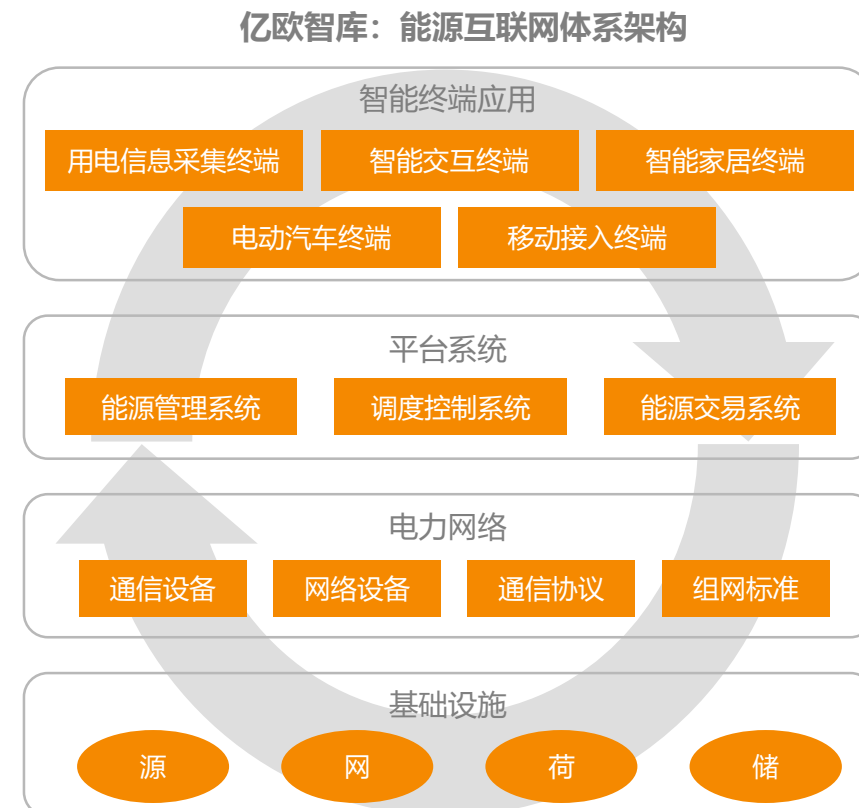 亿欧智库：能源互联网体系架构
智能终端应用
用电信息采集终端 智能交互终端 智能家居终端
电动汽车终端 移动接入终端
平台系统
能源管理系统 调度控制系统 能源交易系统
电力网络
通信设备 网络设备 通信协议 组网标准
基础设施
源 网 荷 储